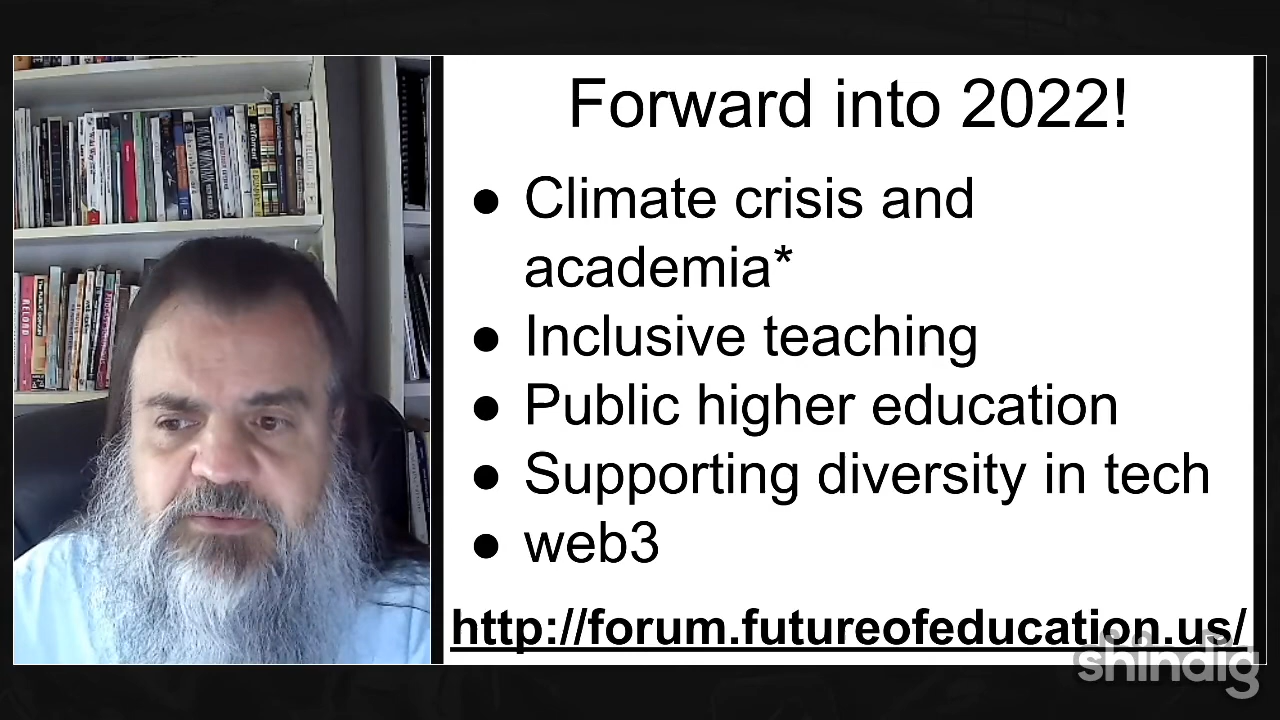 Forward into 2022!
● Climate crisis and
academia*
● Inclusive teaching
● Public higher education
● Supporting diversity in tech
● web3
http://forum.futureofeducation.us/
shindig
RELOAD